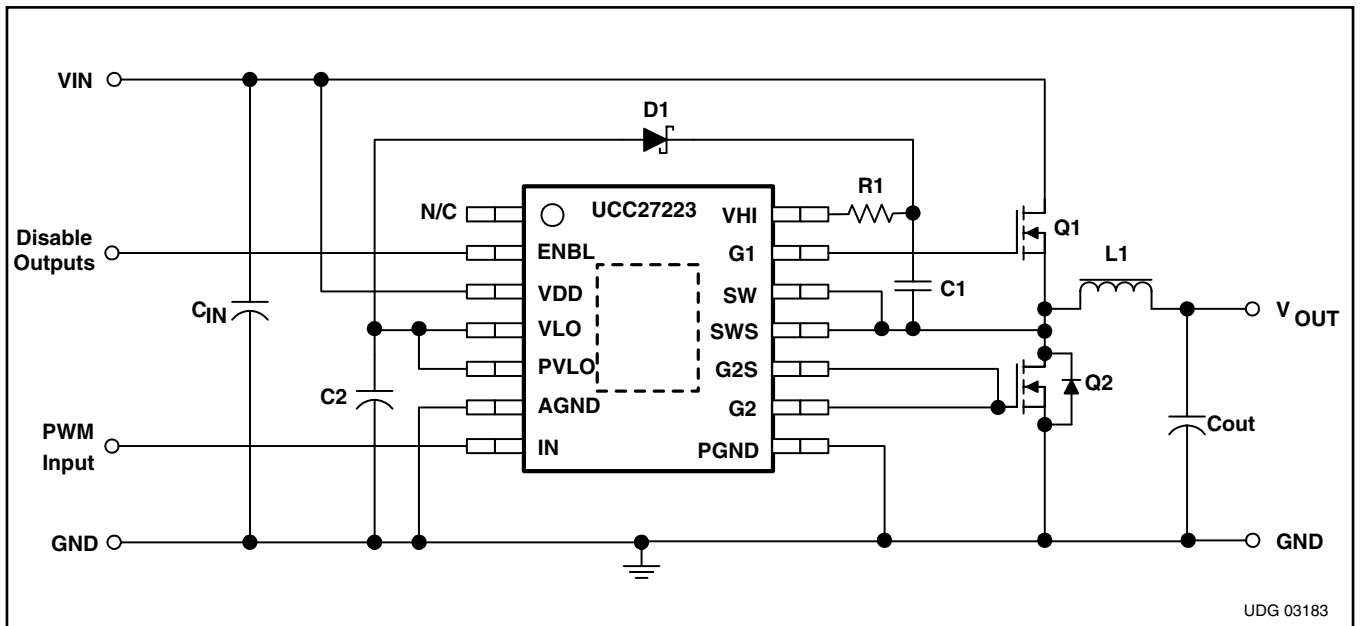 VIN
D1
N/C
UCC27223
VHI
R1
Q1
Disable
Outputs
ENBL
G1
L1
VDD
SW
C1
CIN
VLO
SWS
VOUT
PVLO
G2S
Q2
C2
AGND
G2
Cout
PWM
Input
IN
PGND
GND
GND
UDG 03183